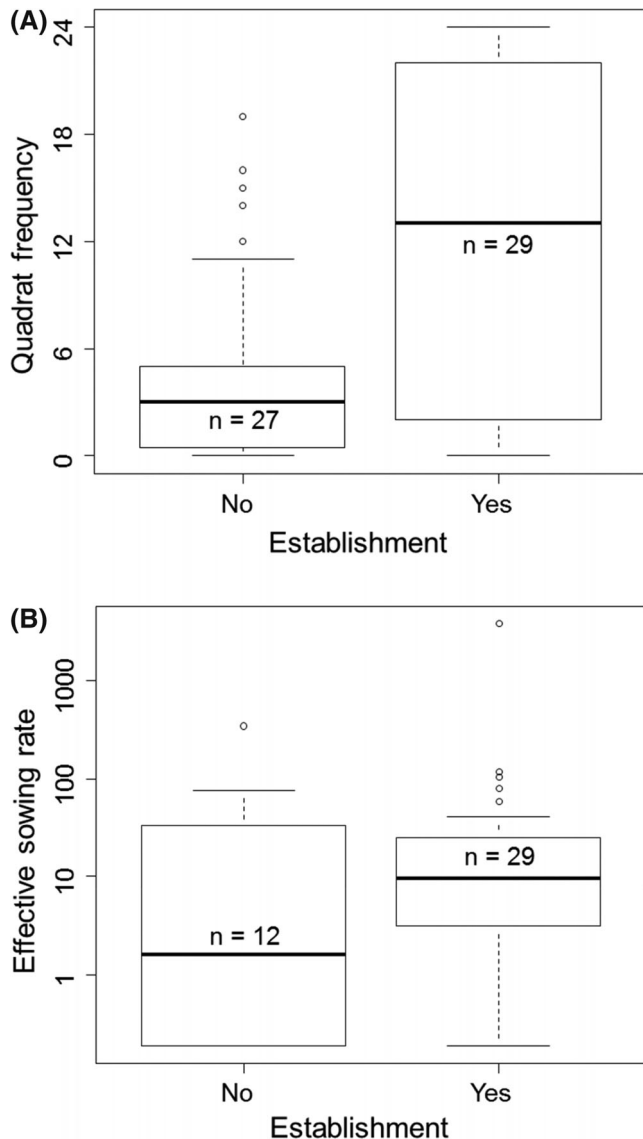 (A)
Quadrat frequency
24
18
12
6
0
n = 27
n = 29
No Yes
Establishment
(B)
Effective sowing rate
1000
100
10
1
n = 12
n = 29
No Yes
Establishment